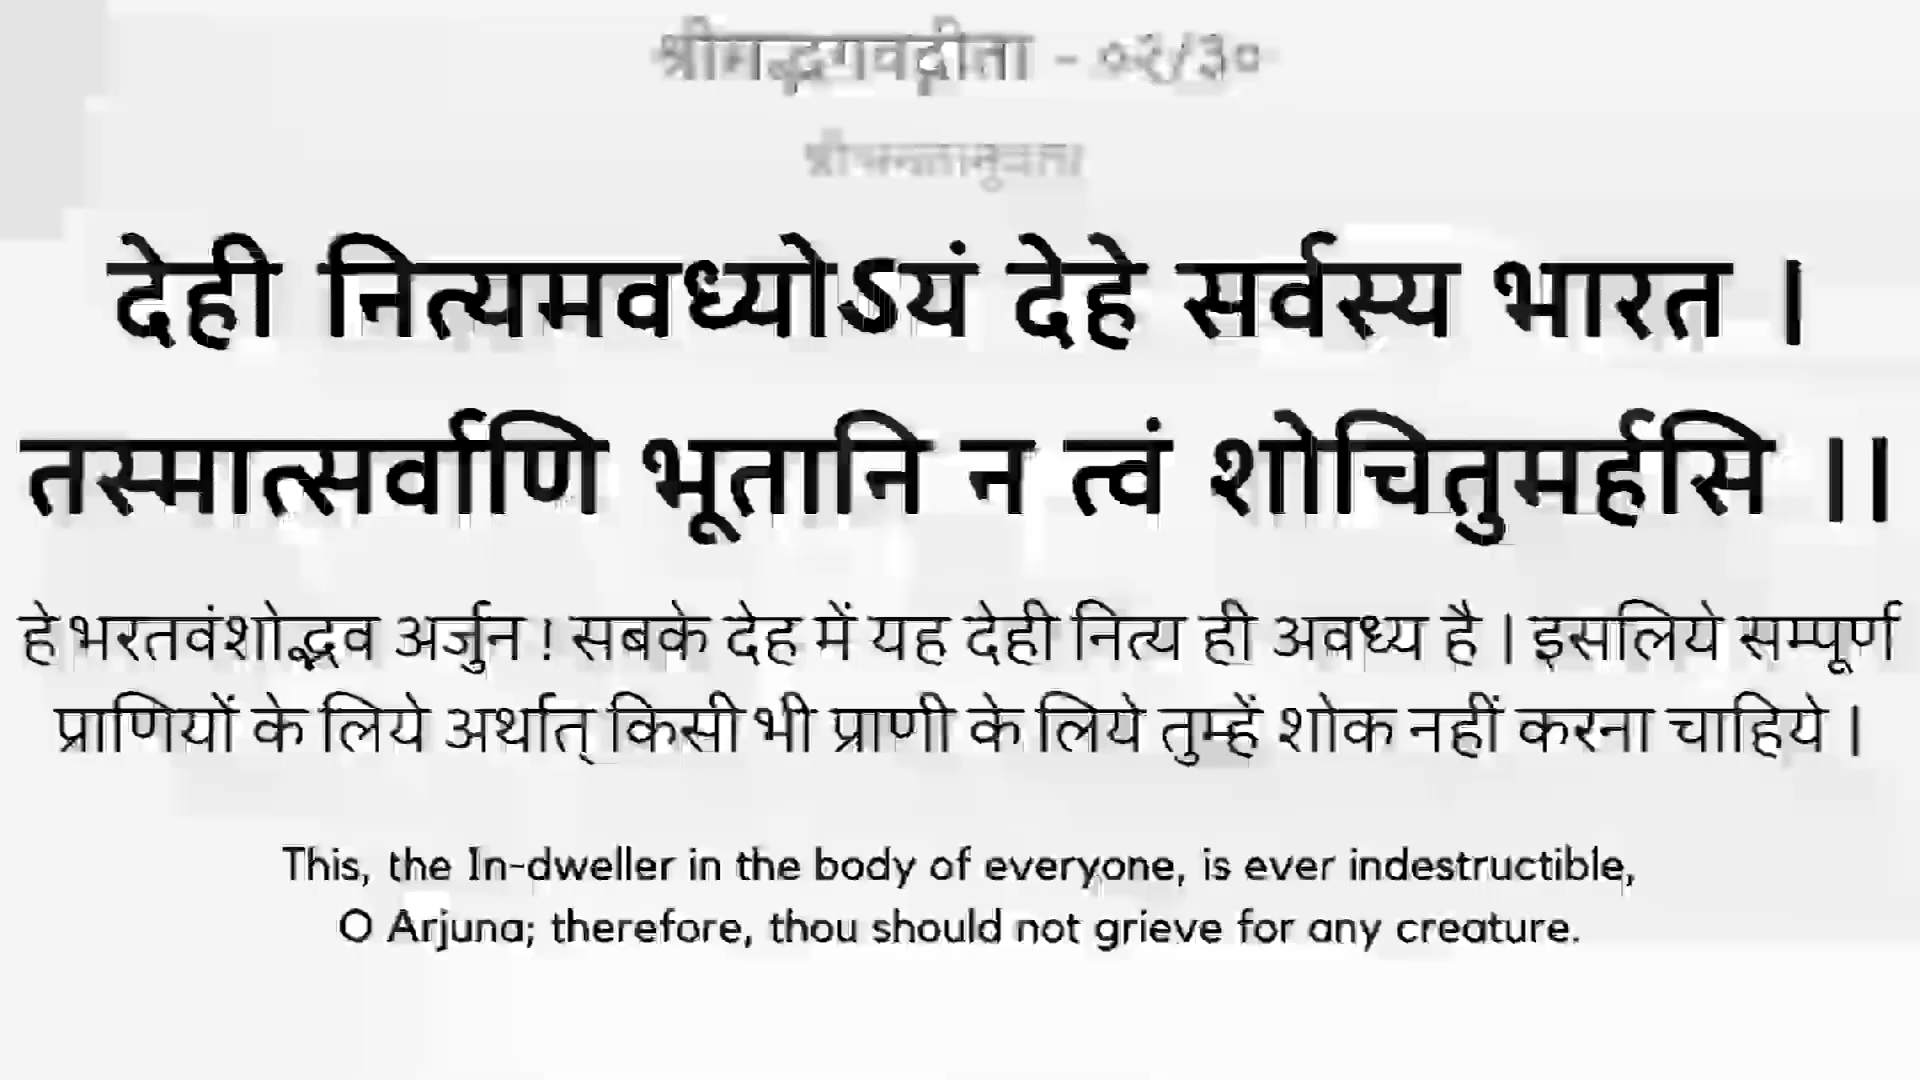 श्रीमद्भगवद्गीता - ०२/३०
देही नित्यमवध्योऽयं देहे सर्वस्य भारत ।
तस्मात्सर्वाणि भूतानि न त्वं शोचितुमर्हसि ।।
हे भरतवंशोद्भव अर्जुन ! सबके देह में यह देही नित्य ही अवध्य है । इसलिये सम्पूर्ण
प्राणियों के लिये अर्थात् किसी भी प्राणी के लिये तुम्हें शोक नहीं करना चाहिये ।
This, the In-dweller in the body of everyone, is ever indestructible,
O Arjuna; therefore, thou should not grieve for any creature.